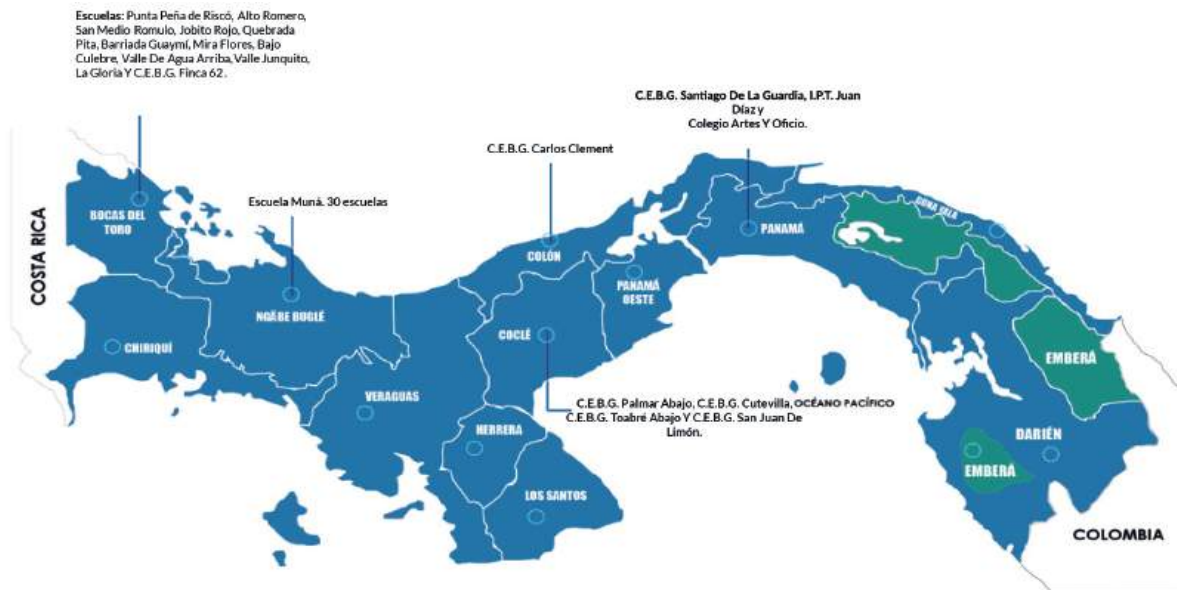 Escuelas: Punta Peña de Riscó, Alto Romero,
San Medio Romulo, Jobito Rojo, Quebrada
Pita, Barriada Guaymí, Mira Flores, Bajo
Culebre, Valle De Agua Arriba, Valle Junquito,
La Gloria Y C.E.B.G. Finca 62.
C.E.B.G. Santiago De La Guardia, I.P.T. Juan
Díaz y
Colegio Artes Y Oficio.
C.E.B.G. Carlos Clement
Escuela Muná. 30 escuelas
COSTA RICA
BOCAS DEL
TORO
CHIRIQUÍ
NGÄBE BUGLÉ
VERAGUAS
HERRERA
LOS SANTOS
COCLÉ
COLÓN
PANAMÁ
OESTE
PANAMÁ
GUNA YALA
EMBERÁ
EMBERÁ
DARIÉN
C.E.B.G. Palmar Abajo, C.E.B.G. Cutevilla,
C.E.B.G. Toabré Abajo Y C.E.B.G. San Juan De
Limón.
OCÉANO PACÍFICO
COLOMBIA